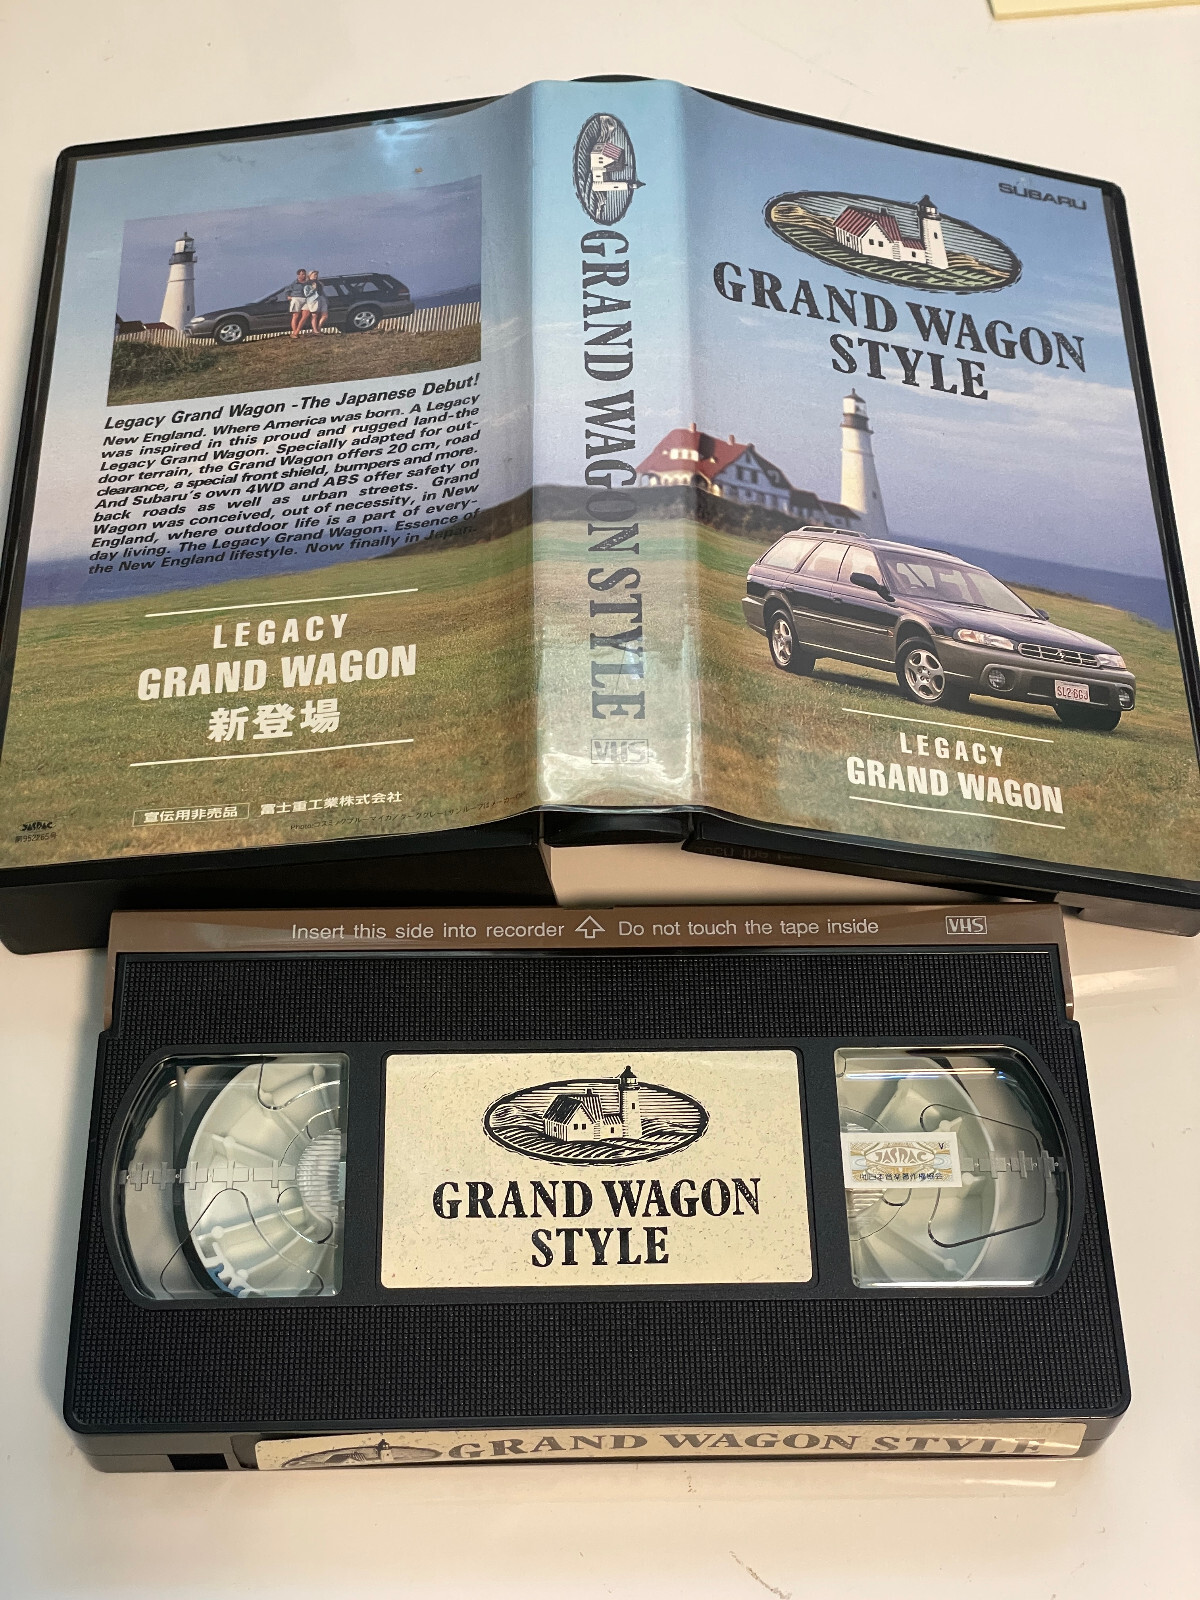 Legacy Grand Wagon -The Japanese Debut!
New England. Where America was born. A Legacy
was inspired in this proud and rugged land-the
Legacy Grand Wagon. Specially adapted for out-
door terrain, the Grand Wagon offers 20 cm, road
clearance, a special front shield, bumpers and more.
And Subaru's own 4WD and ABS offer safety on
back roads as well as urban streets. Grand
Wagon was conceived, out of necessity, in New
England, where outdoor life is a part of every-
day living. The Legacy Grand Wagon. Essence of
the New England lifestyle. Now finally in Japan.
LEGACY
GRAND WAGON
新登場
宣伝用非売品 富士重工業株式会社
JASRAC
GRAND WAGON STYLE
VHS
SUBARU
GRAND WAGON
STYLE
SL2-6GJ
LEGACY
GRAND WAGON
Insert this side into recorder Do not touch the tape inside VHS
GRAND WAGON
STYLE
V
JASRAC
GRAND WAGON STYLE